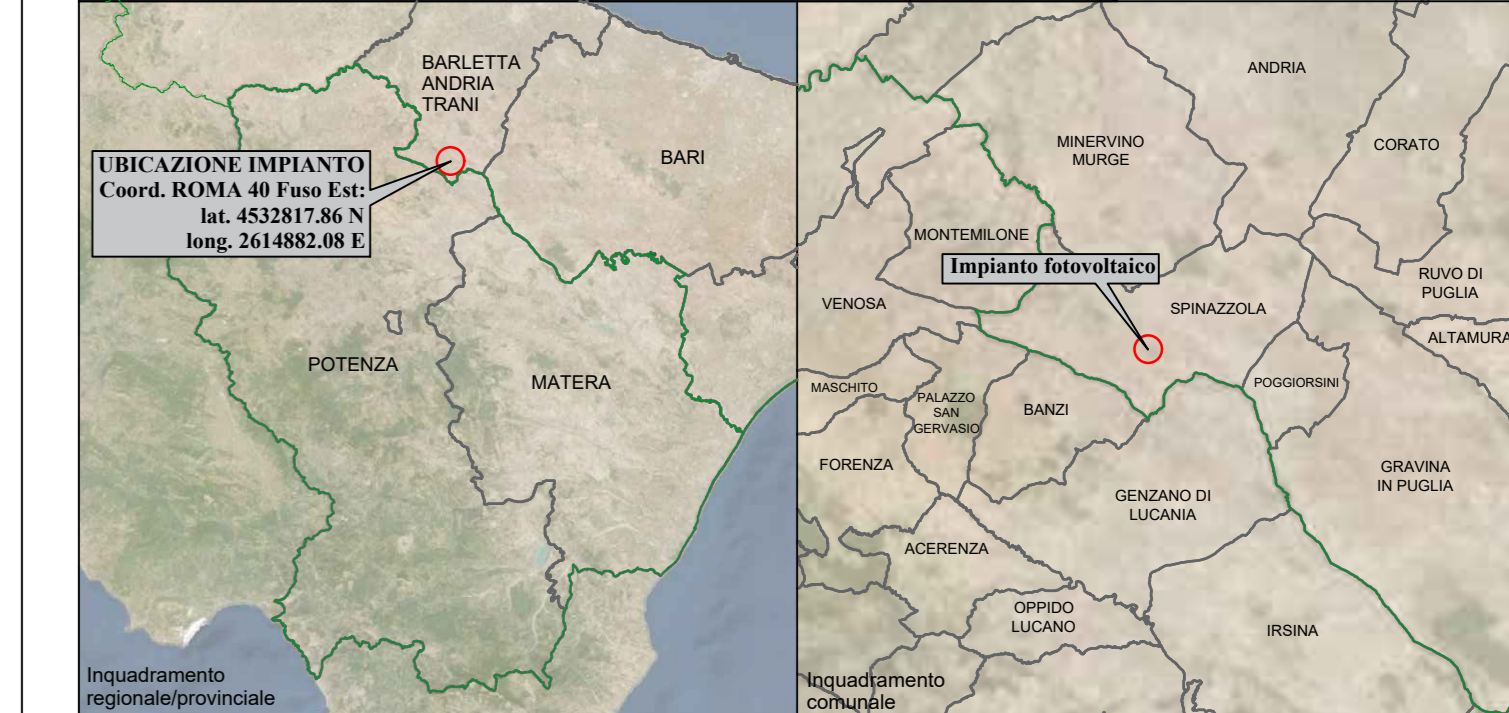 BARLETTA
ANDRIA
TRANI
BARI
UBICAZIONE IMPIANTO
Coord. ROMA 40 Fuso Est:
lat. 4532817.86 N
long. 2614882.08 E
POTENZA
MATERA
Inquadramento
regionale/provinciale
ANDRIA
MINERVINO
MURGE
CORATO
MONTEMILONE
Impianto fotovoltaico
RUVO DI
PUGLIA
VENOSA
SPINAZZOLA
ALTAMURA
MASCHITO
PALAZZO
SAN
GERVASIO
BANZI
POGGIORSINI
FORENZA
GENZANO DI
LUCANIA
GRAVINA
IN PUGLIA
ACERENZA
OPPIDO
LUCANO
IRSINA
Inquadramento
comunale